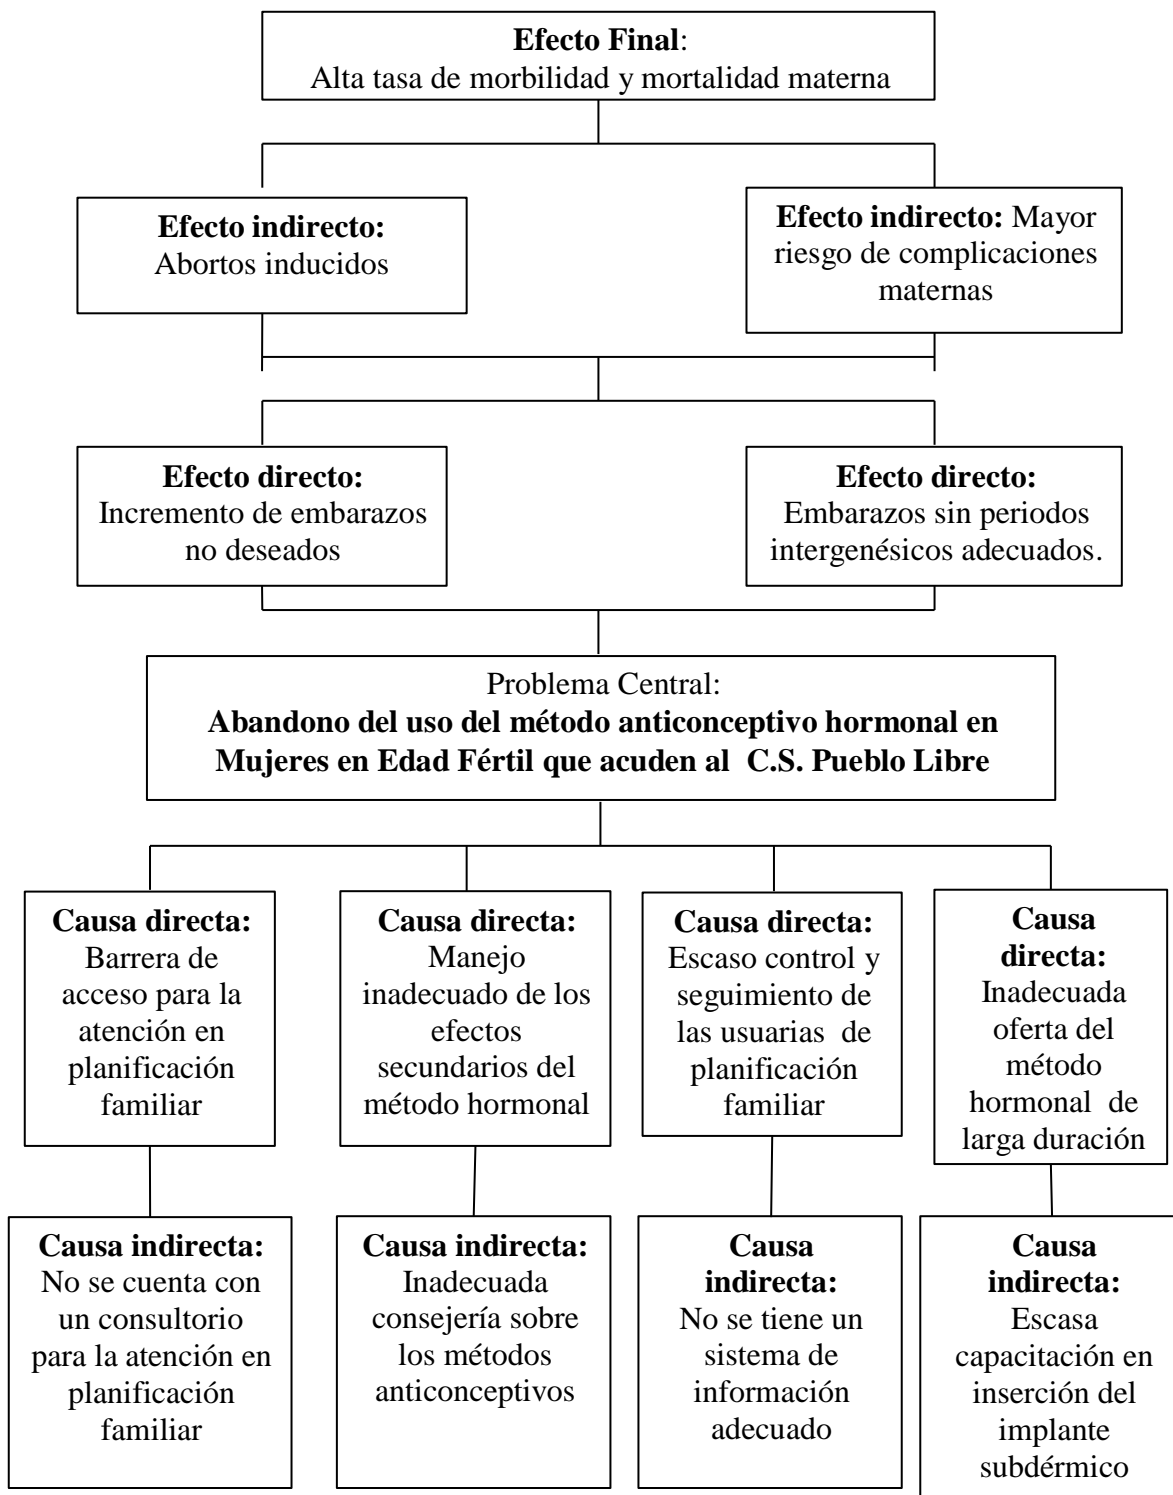 Efecto Final:
Alta tasa de morbilidad y mortalidad materna
Efecto indirecto:
Abortos inducidos
Efecto indirecto: Mayor
riesgo de complicaciones
maternas
Efecto directo:
Incremento de embarazos
no deseados
Efecto directo:
Embarazos sin periodos
intergenésicos adecuados.
Problema Central:
Abandono del uso del método anticonceptivo hormonal en
Mujeres en Edad Fértil que acuden al C.S. Pueblo Libre
Causa directa:
Barrera de
acceso para la
atención en
planificación
familiar
Causa directa:
Manejo
inadecuado de los
efectos
secundarios del
método hormonal
Causa directa:
Escaso control y
seguimiento de
las usuarias de
planificación
familiar
Causa
directa:
Inadecuada
oferta del
método
hormonal de
larga duración
Causa indirecta:
No se cuenta con
un consultorio
para la atención en
planificación
familiar
Causa indirecta:
Inadecuada
consejería sobre
los métodos
anticonceptivos
Causa
indirecta:
No se tiene un
sistema de
información
adecuado
Causa
indirecta:
Escasa
capacitación en
inserción del
implante
subdérmico